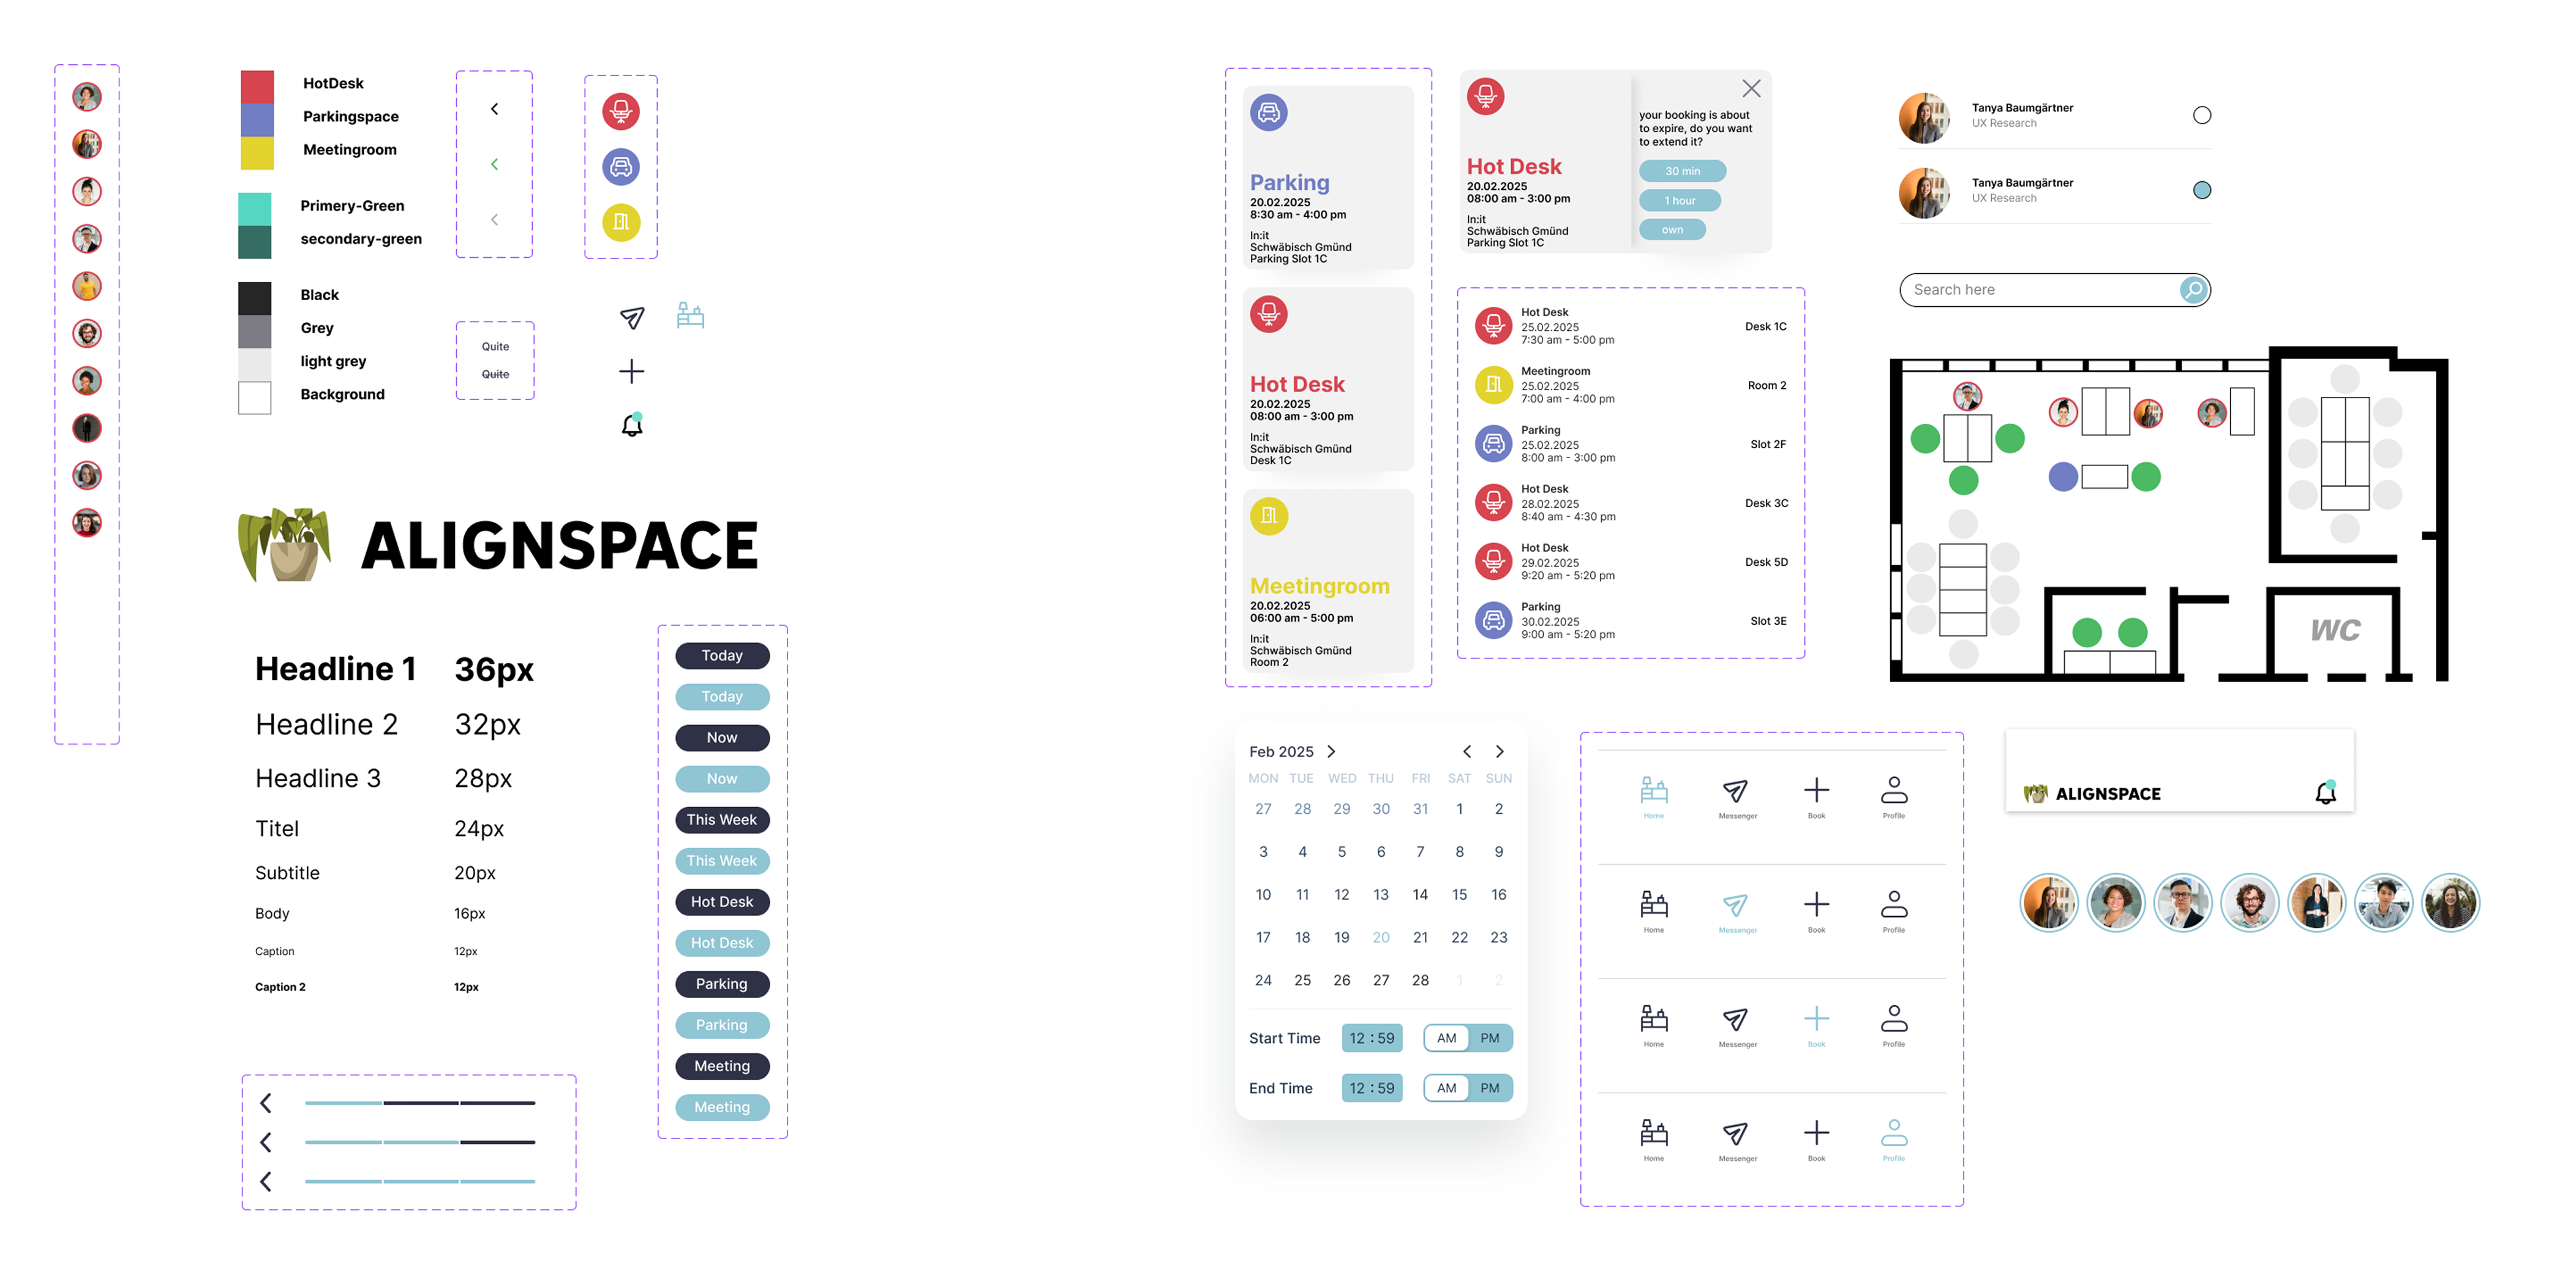 HotDesk
Parkingspace
Meetingroom
Primery-Green
secondary-green
Black
Grey
light grey
Background
Quite
Quite
ALIGNSPACE
Headline 1 36px
Headline 2 32px
Headline 3 28px
Titel 24px
Subtitle 20px
Body 16px
Caption 12px
Caption 2 12px
Today
Today
Now
Now
This Week
This Week
Hot Desk
Hot Desk
Parking
Parking
Meeting
Meeting
Parking
20.02.2025
8:30 am - 4:00 pm
In:it
Schwäbisch Gmünd
Parking Slot 1C
Hot Desk
20.02.2025
08:00 am - 3:00 pm
In:it
Schwäbisch Gmünd
Desk 1C
Meetingroom
20.02.2025
06:00 am - 5:00 pm
In:it
Schwäbisch Gmünd
Room 2
Hot Desk
20.02.2025
08:00 am - 3:00 pm
In:it
Schwäbisch Gmünd
Parking Slot 1C
your booking is about
to expire, do you want
to extend it?
30 min
1 hour
own
Hot Desk
25.02.2025
7:30 am - 5:00 pm
Desk 1C
Meetingroom
25.02.2025
7:00 am - 4:00 pm
Room 2
Parking
25.02.2025
8:00 am - 3:00 pm
Slot 2F
Hot Desk
28.02.2025
8:40 am - 4:30 pm
Desk 3C
Hot Desk
29.02.2025
9:20 am - 5:20 pm
Desk 5D
Parking
30.02.2025
9:00 am - 5:20 pm
Slot 3E
Tanya Baumgärtner
UX Research
Tanya Baumgärtner
UX Research
Search here
WC
Feb 2025
MON TUE WED THU FRI SAT SUN
27 28 29 30 31 1 2
3 4 5 6 7 8 9
10 11 12 13 14 15 16
17 18 19 20 21 22 23
24 25 26 27 28 1 2
Start Time 12 : 59 AM PM
End Time 12 : 59 AM PM
Home Messenger Book Profile
Home Messenger Book Profile
Home Messenger Book Profile
Home Messenger Book Profile
ALIGNSPACE